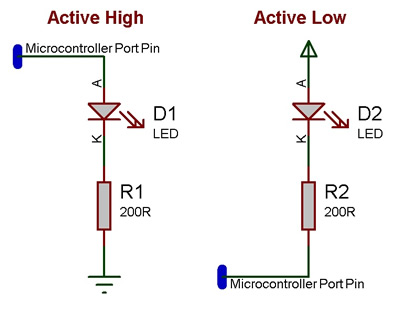 Active High
Active Low
Microcontroller Port Pin
A
D1
LED
K
R1
200R
A
D2
LED
K
R2
200R
Microcontroller Port Pin